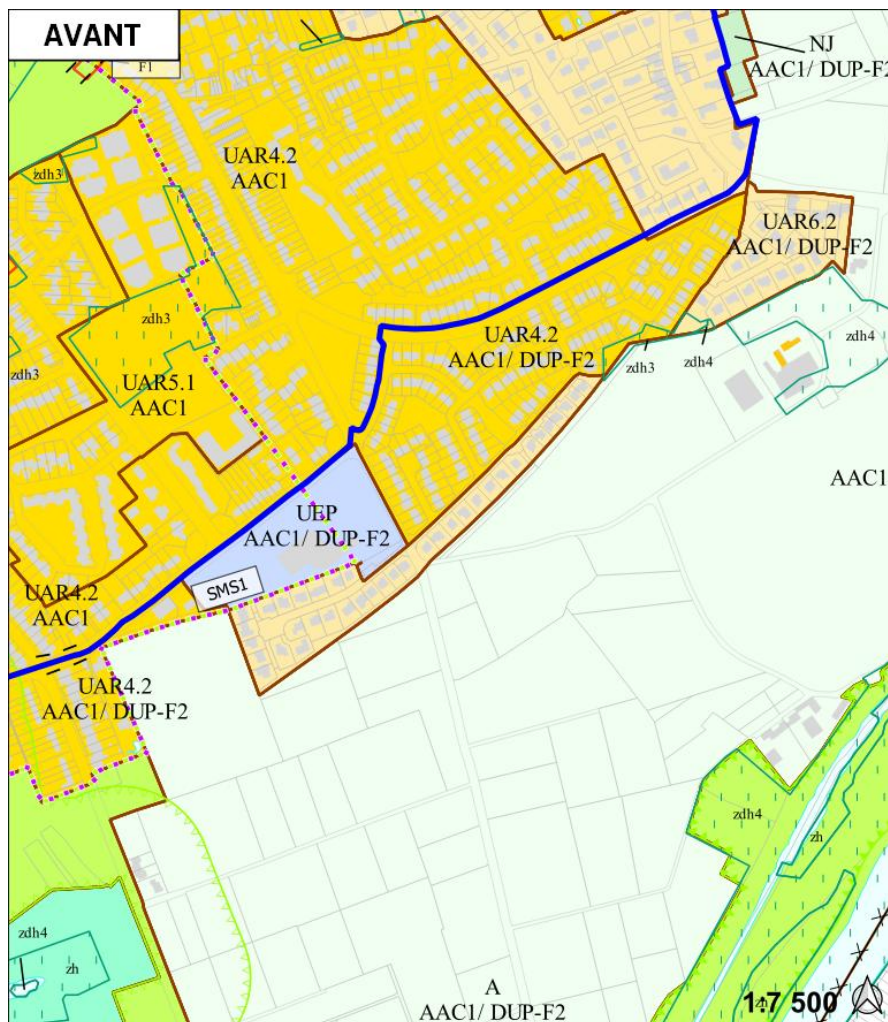 AVANT
F1
NJ
AAC1/ DUP-F2
UAR4.2
AAC1
zdh3
UAR6.2
AAC1/ DUP-F2
zdh3
UAR4.2
AAC1/ DUP-F2
zdh4
zdh3
zdh4
zdh3
UAR5.1
AAC1
AAC1
UEP
AAC1/ DUP-F2
SMS1
UAR4.2
AAC1
UAR4.2
AAC1/ DUP-F2
zdh4
zh
zdh4
zh
A
AAC1/ DUP-F2
zh
1:7 500